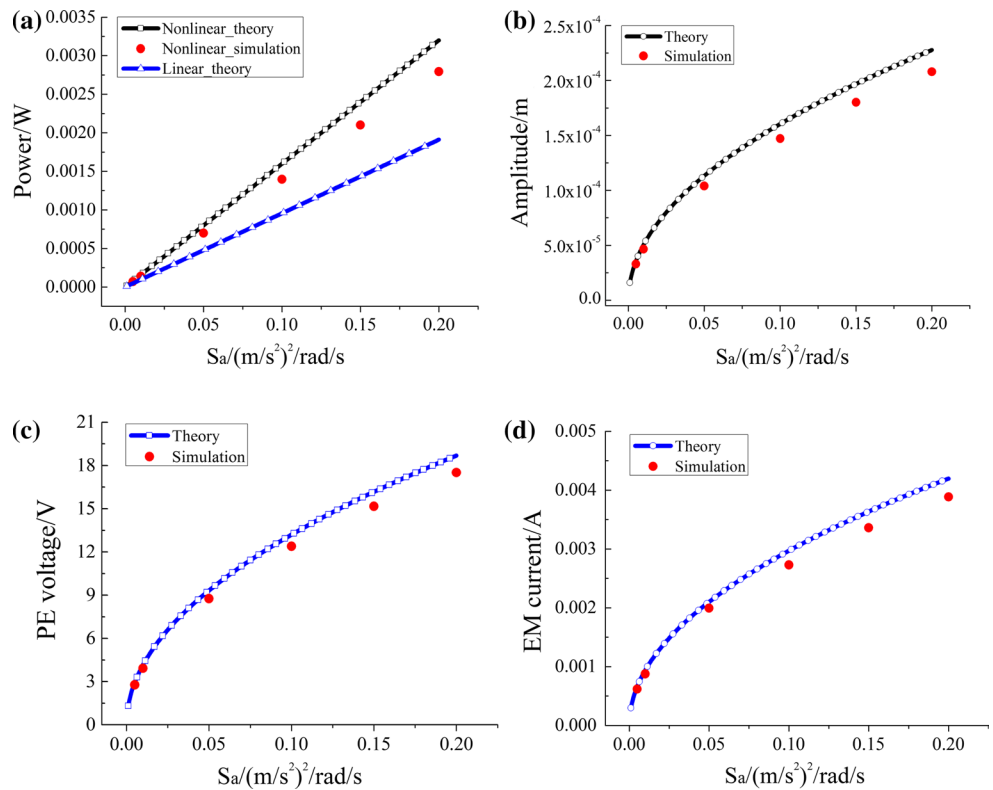 (a)
0.0035
0.0030
0.0025
0.0020
0.0015
0.0010
0.0005
0.0000
Power/W
Nonlinear_theory
Nonlinear_simulation
Linear_theory
0.00 0.05 0.10 0.15 0.20
Sa/(m/s²)²/rad/s
(b)
2.5x10⁻⁴
2.0x10⁻⁴
1.5x10⁻⁴
1.0x10⁻⁴
5.0x10⁻⁵
0.0
Amplitude/m
Theory
Simulation
0.00 0.05 0.10 0.15 0.20
Sa/(m/s²)²/rad/s
(c)
21
18
15
12
9
6
3
0
PE voltage/V
Theory
Simulation
0.00 0.05 0.10 0.15 0.20
Sa/(m/s²)²/rad/s
(d)
0.005
0.004
0.003
0.002
0.001
0.000
EM current/A
Theory
Simulation
0.00 0.05 0.10 0.15 0.20
Sa/(m/s²)²/rad/s